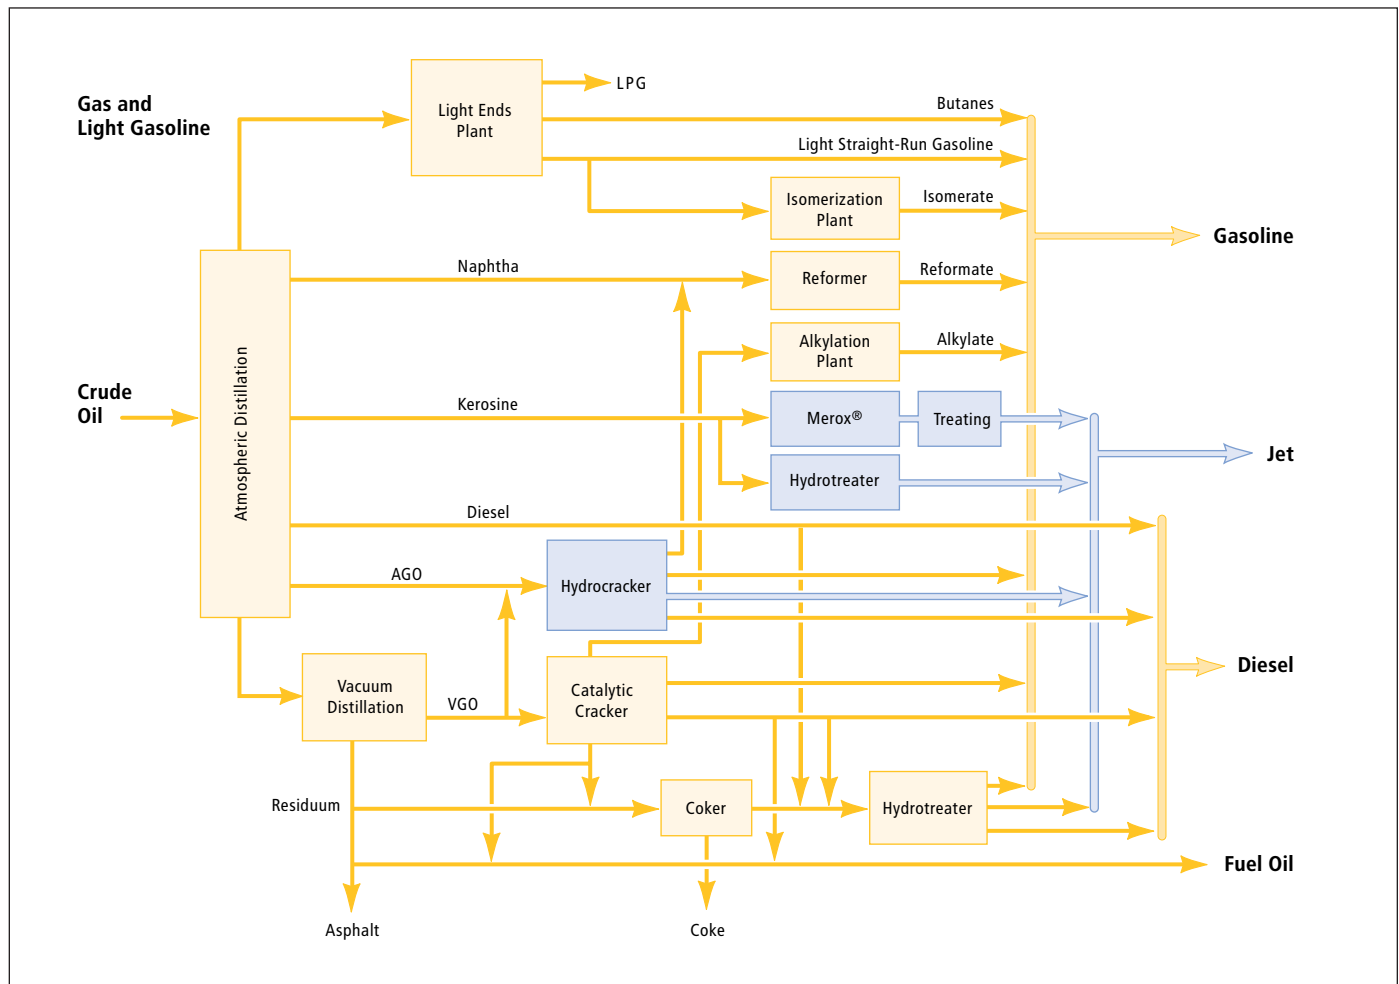 LPG
Gas and
Light Gasoline
Light Ends
Plant
Butanes
Light Straight-Run Gasoline
Isomerization
Plant
Isomerate
Gasoline
Naphtha
Reformer
Reformate
Alkylation
Plant
Alkylate
Crude
Oil
Atmospheric Distillation
Kerosine
Merox®
Treating
Jet
Hydrotreater
Diesel
AGO
Hydrocracker
Vacuum
Distillation
VGO
Catalytic
Cracker
Diesel
Residuum
Coker
Hydrotreater
Fuel Oil
Asphalt
Coke